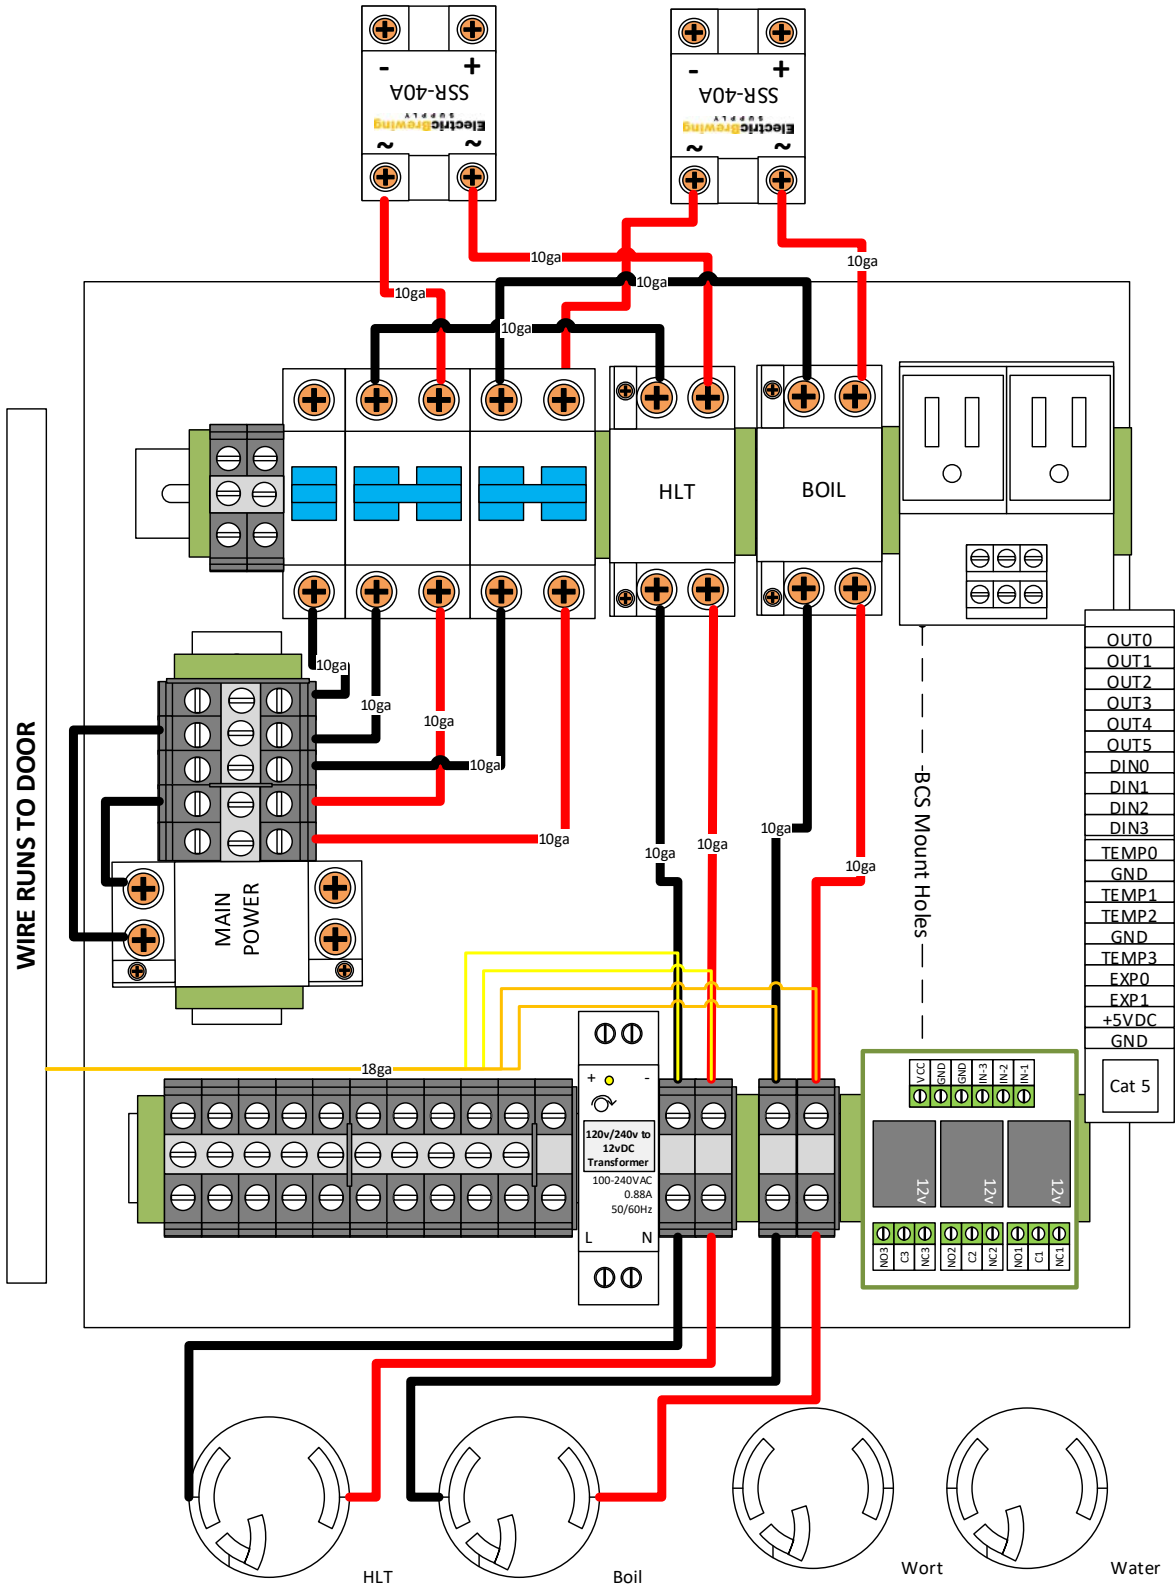 - +
SSR-40A
ElectricBrewing
SUPPLY
~ ~
- +
SSR-40A
ElectricBrewing
SUPPLY
~ ~
10ga
10ga
10ga
10ga
10ga
HLT
BOIL
10ga
10ga
10ga
10ga
10ga
10ga
10ga
10ga
10ga
WIRE RUNS TO DOOR
MAIN
POWER
-BCS Mount Holes
OUT0
OUT1
OUT2
OUT3
OUT4
OUT5
DIN0
DIN1
DIN2
DIN3
TEMP0
GND
TEMP1
TEMP2
GND
TEMP3
EXP0
EXP1
+5VDC
GND
Cat 5
18ga
+ -
120v/240v to
12vDC
Transformer
100-240VAC
0.88A
50/60Hz
L N
VCC
GND
GND
IN-3
IN-2
IN-1
12v
12v
12v
NO3
C3
NC3
NO2
C2
NC2
NO1
C1
NC1
HLT
Boil
Wort
Water